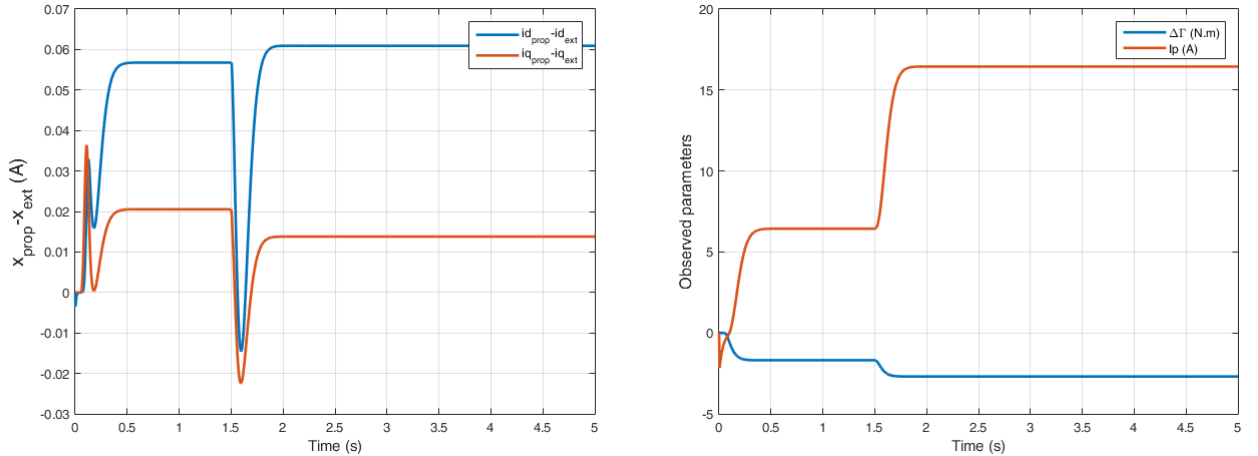 0.07
0.06
0.05
0.04
0.03
0.02
0.01
0
-0.01
-0.02
-0.03
x_prop-x_ext (A)
id_prop-id_ext
iq_prop-iq_ext
0 0.5 1 1.5 2 2.5 3 3.5 4 4.5 5
Time (s)
20
15
10
5
0
-5
Observed parameters
ΔΓ (N.m)
Ip (A)
0 0.5 1 1.5 2 2.5 3 3.5 4 4.5 5
Time (s)